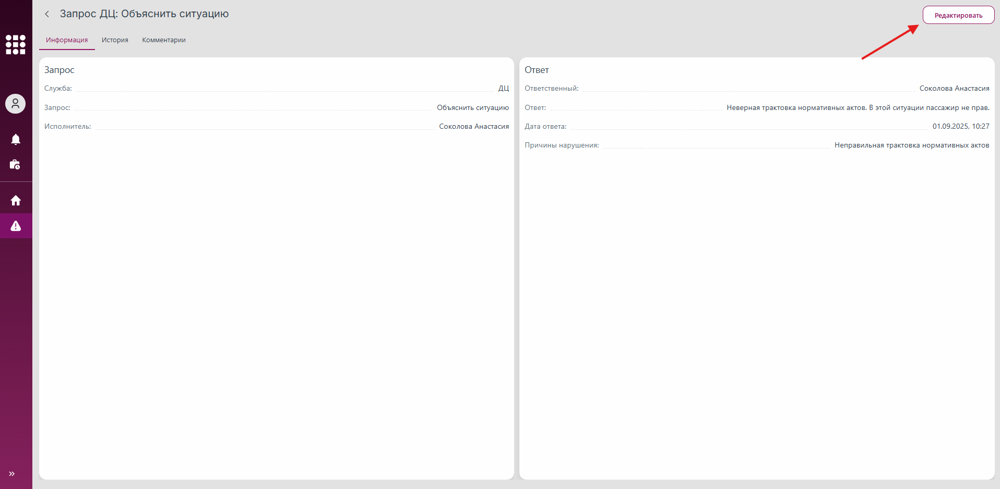 Запрос ДЦ: Объяснить ситуацию
Редактировать
Информация История Комментарии
Запрос
Служба: ДЦ
Запрос: Объяснить ситуацию
Исполнитель: Соколова Анастасия
Ответ
Ответственный: Соколова Анастасия
Ответ: Неверная трактовка нормативных актов. В этой ситуации пассажир не прав.
Дата ответа: 01.09.2025, 10:27
Причины нарушения: Неправильная трактовка нормативных актов